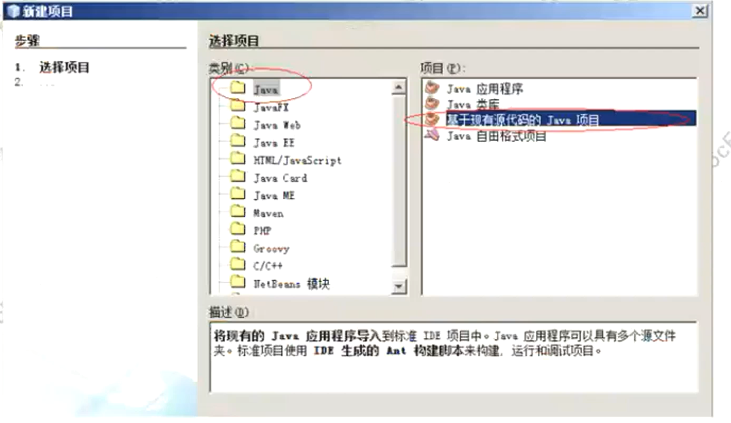 新建项目
步骤
1. 选择项目
2. ...
选择项目
类别(C):
Java
JavaFX
Java Web
Java EE
HTML/JavaScript
Java Card
Java ME
Maven
PHP
Groovy
C/C++
NetBeans 模块
项目(P):
Java 应用程序
Java 类库
基于现有源代码的 Java 项目
Java 自由格式项目
描述(D)
将现有的 Java 应用程序导入到标准 IDE 项目中。Java 应用程序可以具有多个源文件
夹。标准项目使用 IDE 生成的 Ant 构建脚本来构建，运行和调试项目。